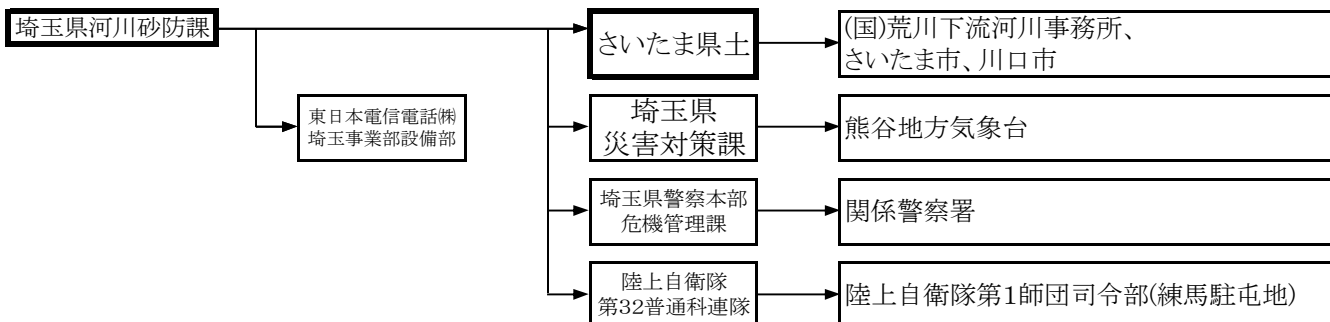 埼玉県河川砂防課
さいたま県土
(国)荒川下流河川事務所、
さいたま市、川口市
東日本電信電話㈱
埼玉事業部設備部
埼玉県
災害対策課
熊谷地方気象台
埼玉県警察本部
危機管理課
関係警察署
陸上自衛隊
第32普通科連隊
陸上自衛隊第1師団司令部(練馬駐屯地)